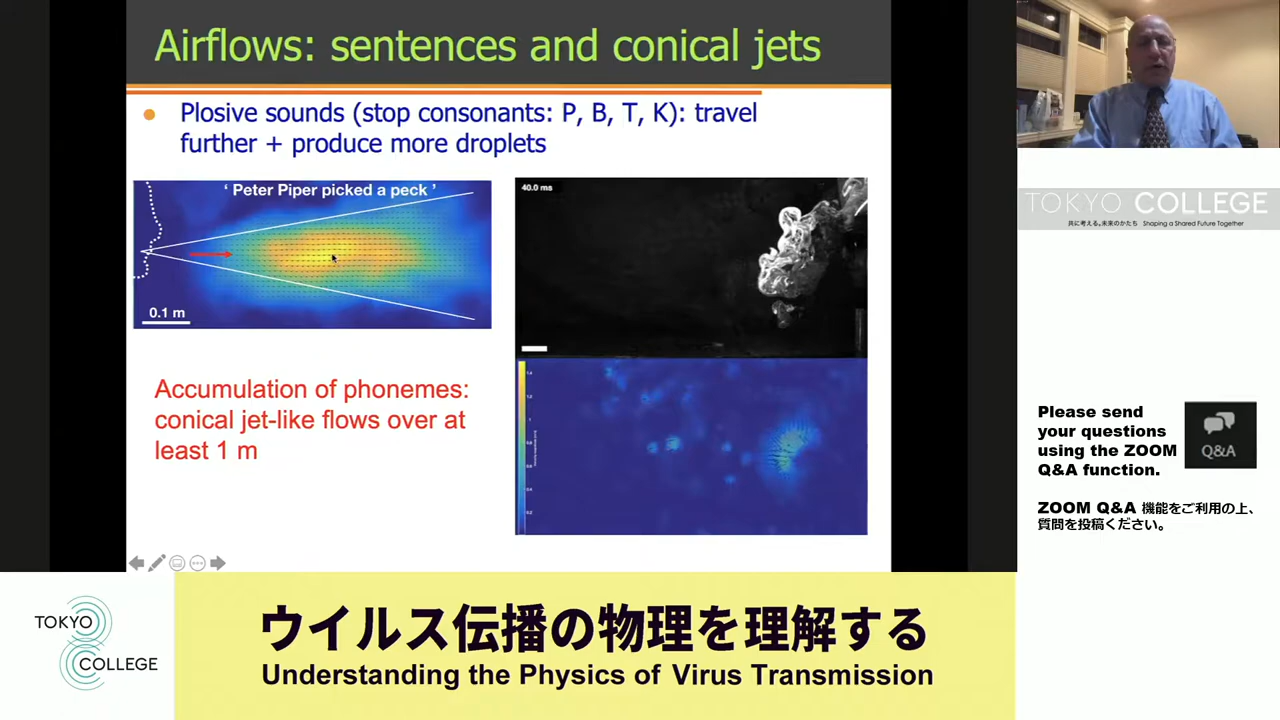 Airflows: sentences and conical jets
Plosive sounds (stop consonants: P, B, T, K): travel
further + produce more droplets
‘ Peter Piper picked a peck ’
0.1 m
40.0 ms
Accumulation of phonemes:
conical jet-like flows over at
least 1 m
TOKYO COLLEGE
共に考える、未来のかたち Shaping a Shared Future Together
Please send
your questions
using the ZOOM
Q&A function.
Q&A
ZOOM Q&A 機能をご利用の上、
質問を投稿ください。
TOKYO
COLLEGE
ウイルス伝播の物理を理解する
Understanding the Physics of Virus Transmission